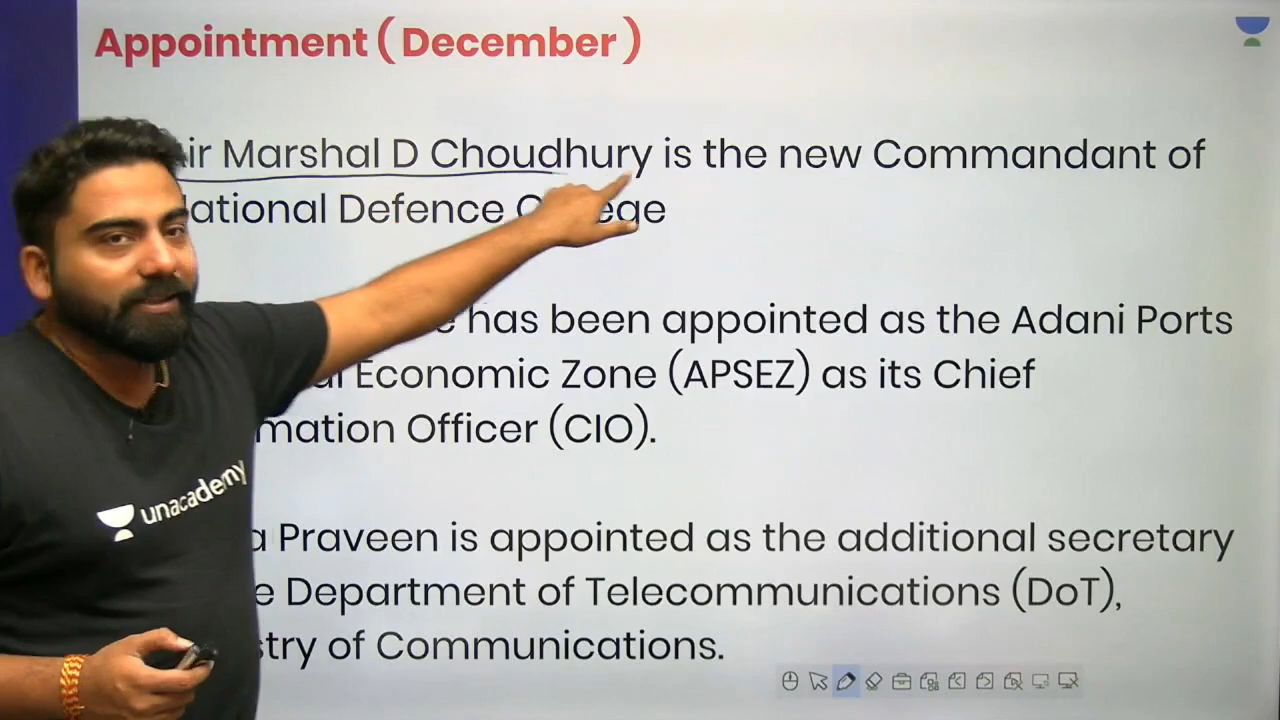 Appointment ( December )
ir Marshal D Choudhury is the new Commandant of
ational Defence
has been appointed as the Adani Ports
Economic Zone (APSEZ) as its Chief
mation Officer (CIO).
a Praveen is appointed as the additional secretary
e Department of Telecommunications (DoT),
stry of Communications.
unacademy